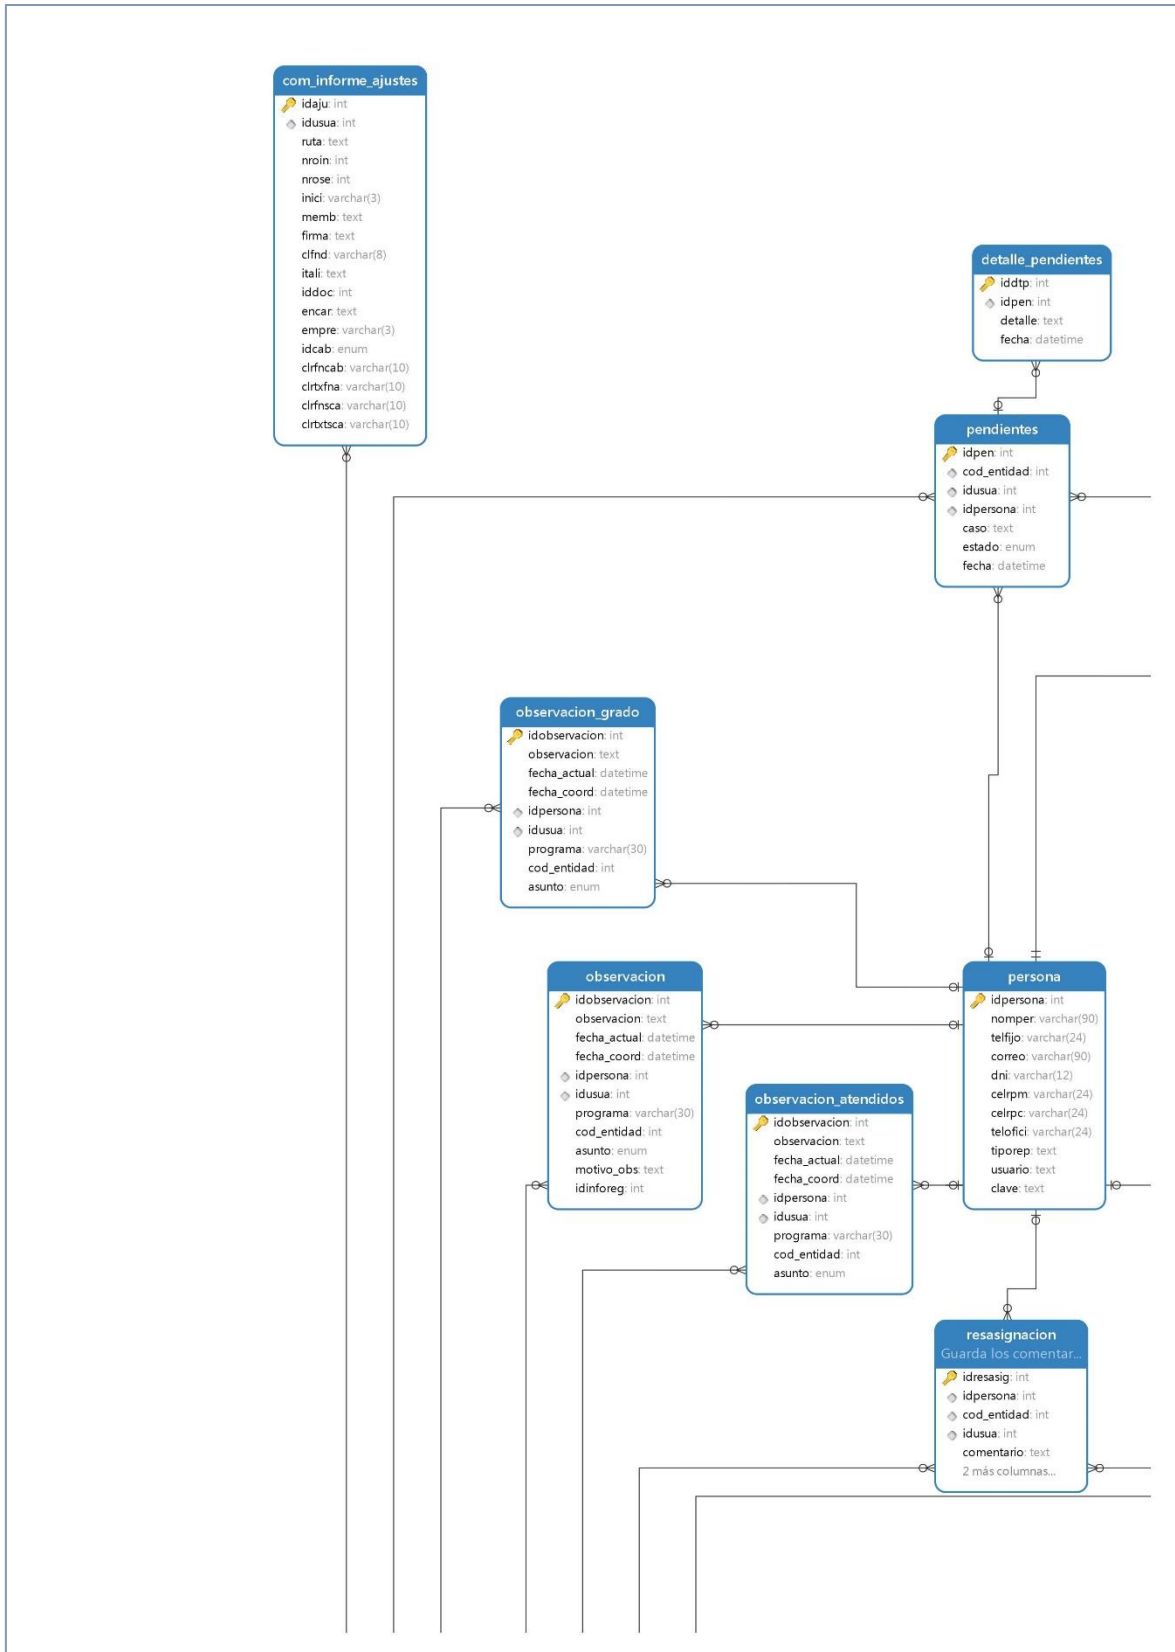 com_informe_ajustes
idaju: int
idusua: int
ruta: text
nroin: int
nrose: int
inici: varchar(3)
memb: text
firma: text
clfnd: varchar(8)
itali: text
iddoc: int
encar: text
empre: varchar(3)
idcab: enum
clrfncab: varchar(10)
clrtxfna: varchar(10)
clrfnsca: varchar(10)
clrtxtsca: varchar(10)
detalle_pendientes
iddtp: int
idpen: int
detalle: text
fecha: datetime
pendientes
idpen: int
cod_entidad: int
idusua: int
idpersona: int
caso: text
estado: enum
fecha: datetime
observacion_grado
idobservacion: int
observacion: text
fecha_actual: datetime
fecha_coord: datetime
idpersona: int
idusua: int
programa: varchar(30)
cod_entidad: int
asunto: enum
observacion
idobservacion: int
observacion: text
fecha_actual: datetime
fecha_coord: datetime
idpersona: int
idusua: int
programa: varchar(30)
cod_entidad: int
asunto: enum
motivo_obs: text
idinforeg: int
persona
idpersona: int
nomper: varchar(90)
telfijo: varchar(24)
correo: varchar(90)
dni: varchar(12)
celrpm: varchar(24)
celrpc: varchar(24)
telofici: varchar(24)
tiporep: text
usuario: text
clave: text
observacion_atendidos
idobservacion: int
observacion: text
fecha_actual: datetime
fecha_coord: datetime
idpersona: int
idusua: int
programa: varchar(30)
cod_entidad: int
asunto: enum
resasignacion
Guarda los comentar...
idresasig: int
idpersona: int
cod_entidad: int
idusua: int
comentario: text
2 más columnas...